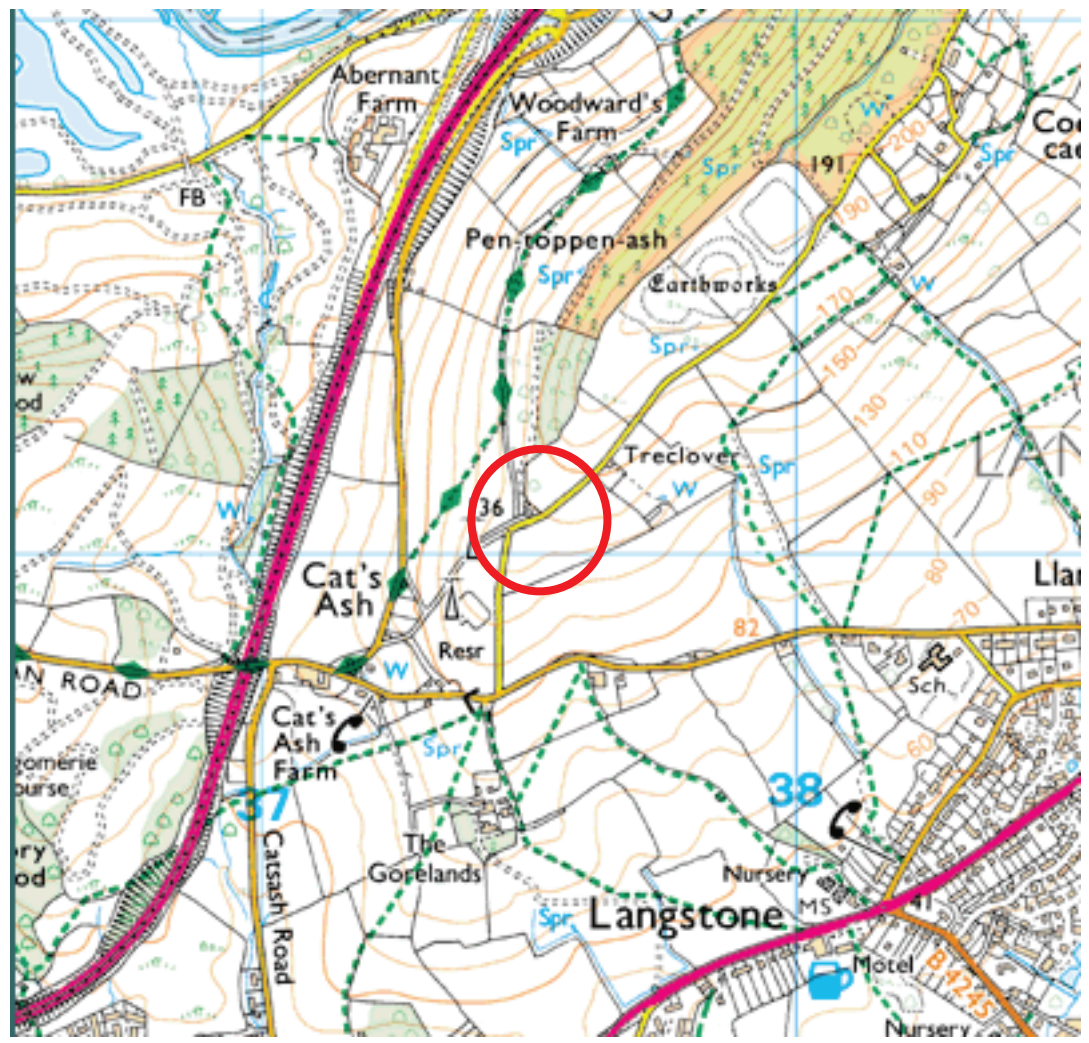 Abernant
Farm
Woodward's
Farm
Spr
W
200
Spr
FB
Spr
191
190
Pen-toppen-ash
Spr
Earthworks
W
170
Spr
150
130
Treclover
110
Spr
W
W
36
90
Cat's
Ash
80
70
Resr
82
W
ROAD
Sch
Cat's
Ash
Farm
Spr
60
37
38
The
Gorelands
Catsash Road
Nursery
MS
Langstone
41
Spr
Motel
B 4245
Nursery